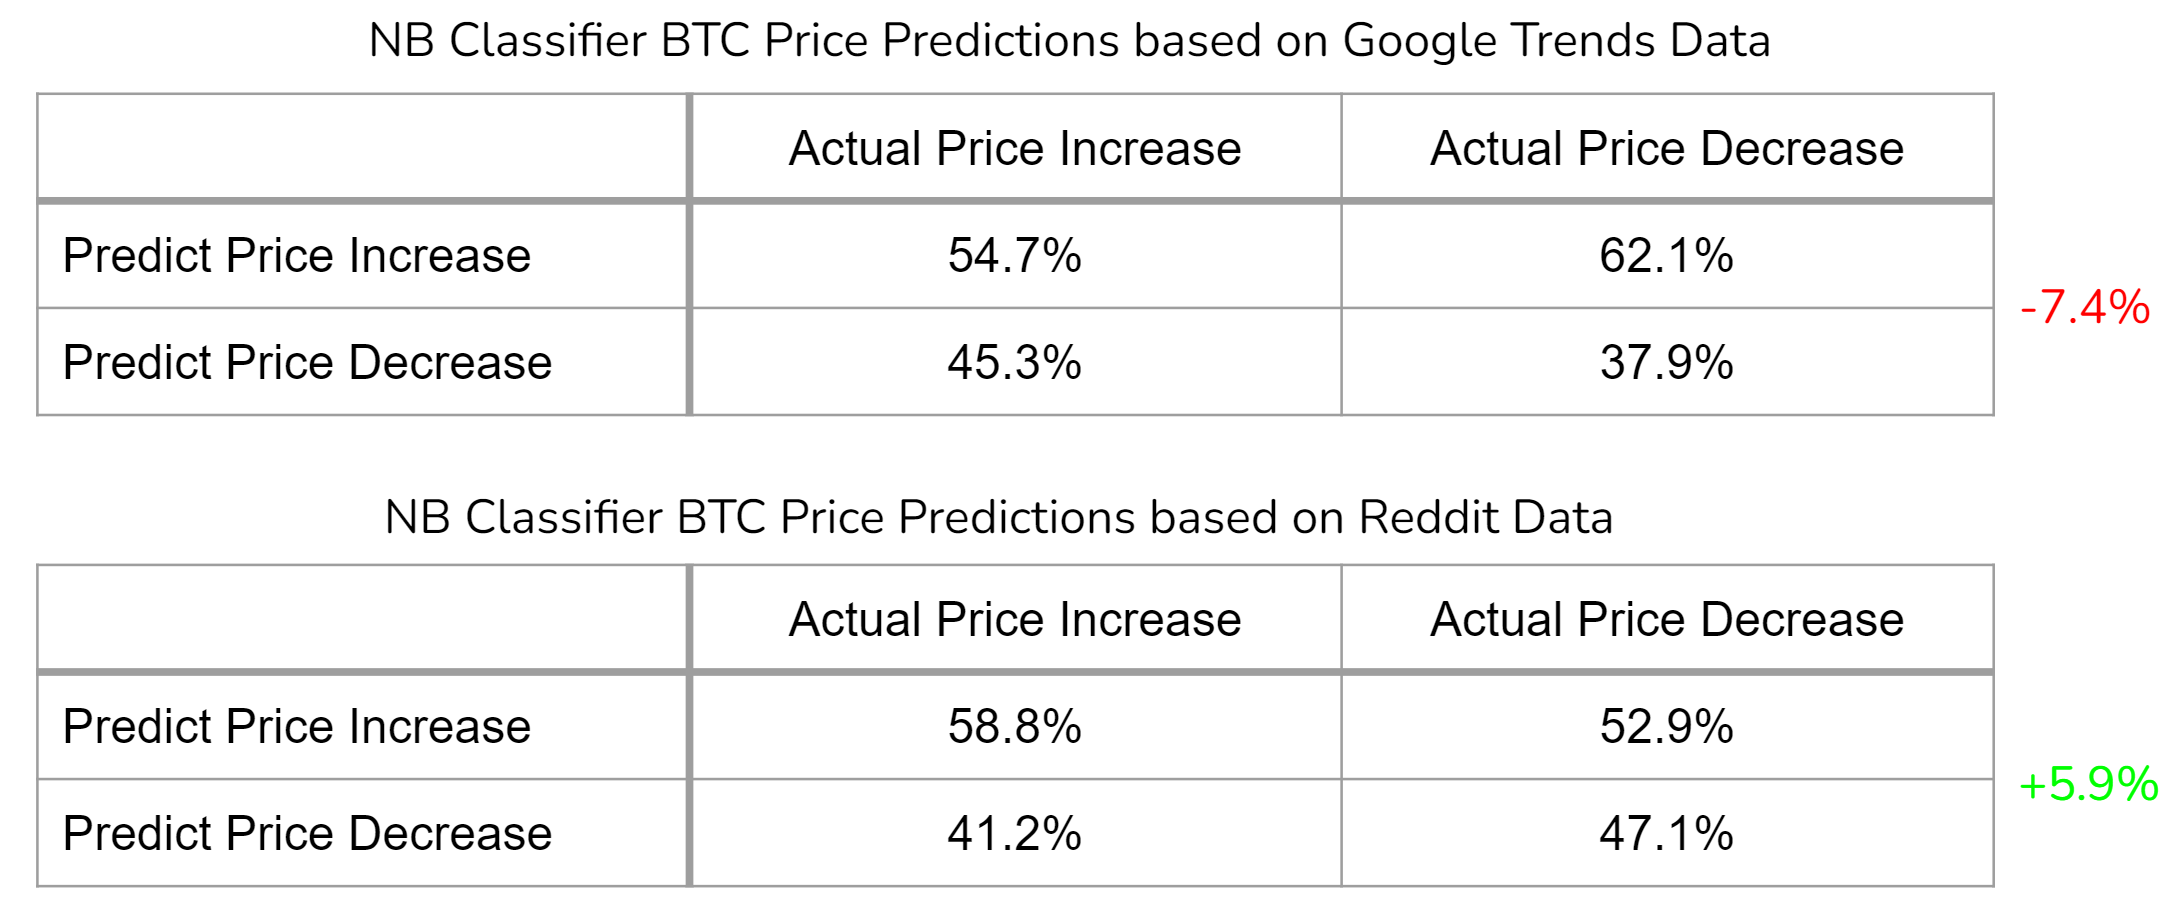 NB Classifier BTC Price Predictions based on Google Trends Data
Actual Price Increase Actual Price Decrease
Predict Price Increase 54.7% 62.1%
-7.4%
Predict Price Decrease 45.3% 37.9%
NB Classifier BTC Price Predictions based on Reddit Data
Actual Price Increase Actual Price Decrease
Predict Price Increase 58.8% 52.9%
+5.9%
Predict Price Decrease 41.2% 47.1%